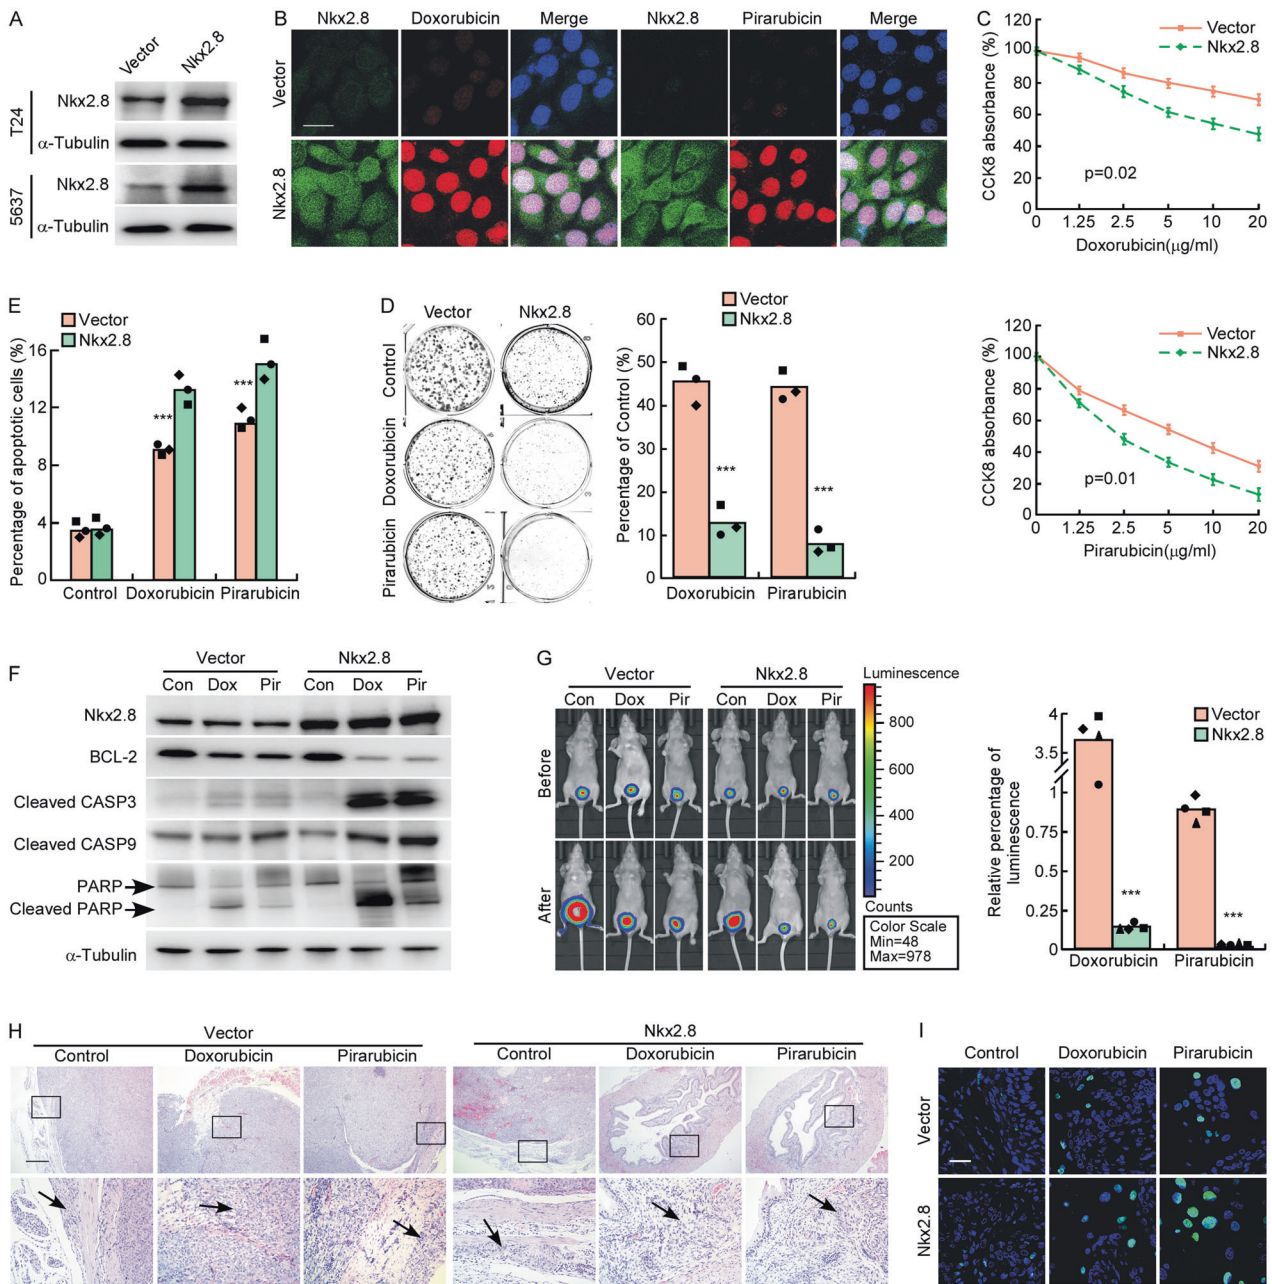 A
Vector
Nkx2.8
T24
Nkx2.8
α-Tubulin
5637
Nkx2.8
α-Tubulin
B
Nkx2.8 Doxorubicin Merge Nkx2.8 Pirarubicin Merge
Vector
Nkx2.8
C
Vector
Nkx2.8
CCK8 absorbance (%)
120
100
80
60
40
20
0
p=0.02
0 1.25 2.5 5 10 20
Doxorubicin(μg/ml)
Vector
Nkx2.8
CCK8 absorbance (%)
120
100
80
60
40
20
0
p=0.01
0 1.25 2.5 5 10 20
Pirarubicin(μg/ml)
E
Vector
Nkx2.8
Percentage of apoptotic cells (%)
16
12
8
4
0
***
***
Control Doxorubicin Pirarubicin
D
Vector Nkx2.8
Control
Doxorubicin
Pirarubicin
Vector
Nkx2.8
Percentage of Control (%)
60
50
40
30
20
10
0
***
***
Doxorubicin Pirarubicin
F
Vector Nkx2.8
Con Dox Pir Con Dox Pir
Nkx2.8
BCL-2
Cleaved CASP3
Cleaved CASP9
PARP
Cleaved PARP
α-Tubulin
G
Vector Nkx2.8
Con Dox Pir Con Dox Pir
Before
After
Luminescence
800
600
400
200
Counts
Color Scale
Min=48
Max=978
Vector
Nkx2.8
Relative percentage of
luminescence
4
3.5
1
0.75
0.25
0
***
***
Doxorubicin Pirarubicin
H
Vector Nkx2.8
Control Doxorubicin Pirarubicin Control Doxorubicin Pirarubicin
I
Control Doxorubicin Pirarubicin
Vector
Nkx2.8